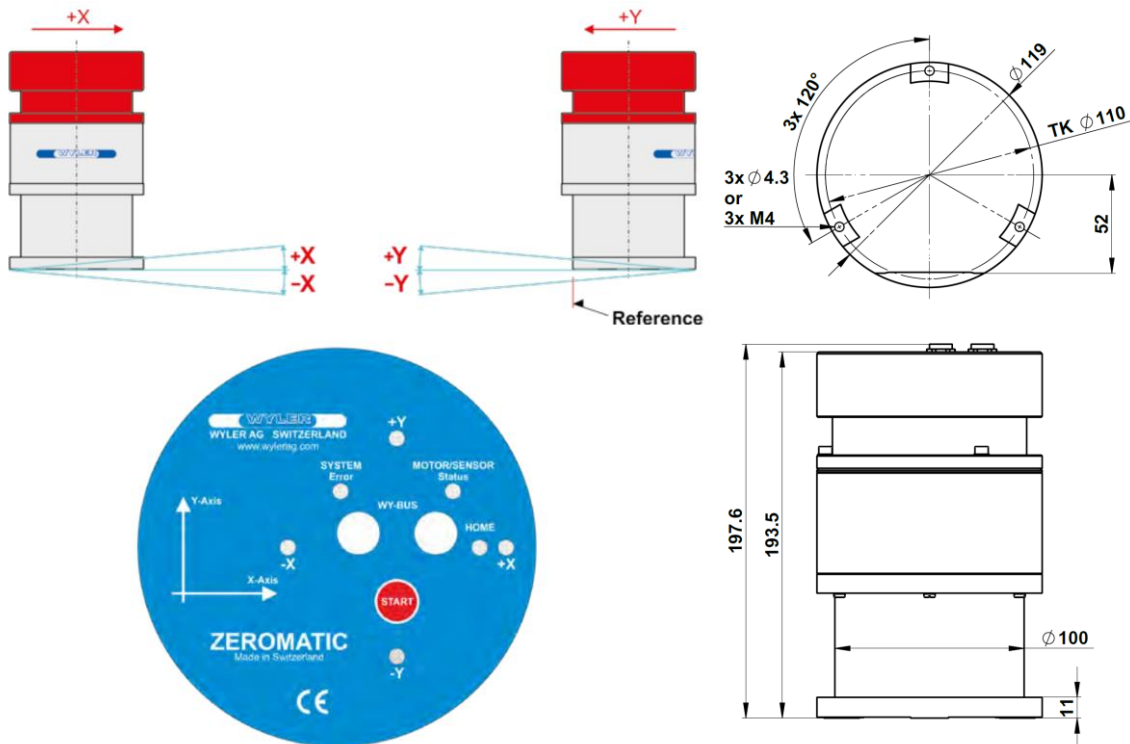 +X
+Y
WYLER
+X
-X
+Y
-Y
Reference
3x 120°
Ø119
TK Ø 110
3x Ø4.3
or
3x M4
52
WYLER
WYLER AG SWITZERLAND
www.wylerag.com
+Y
SYSTEM
Error
MOTOR/SENSOR
Status
Y-Axis
WY-BUS
HOME
-X
+X
X-Axis
START
ZEROMATIC
Made in Switzerland
-Y
CE
197.6
193.5
Ø100
11